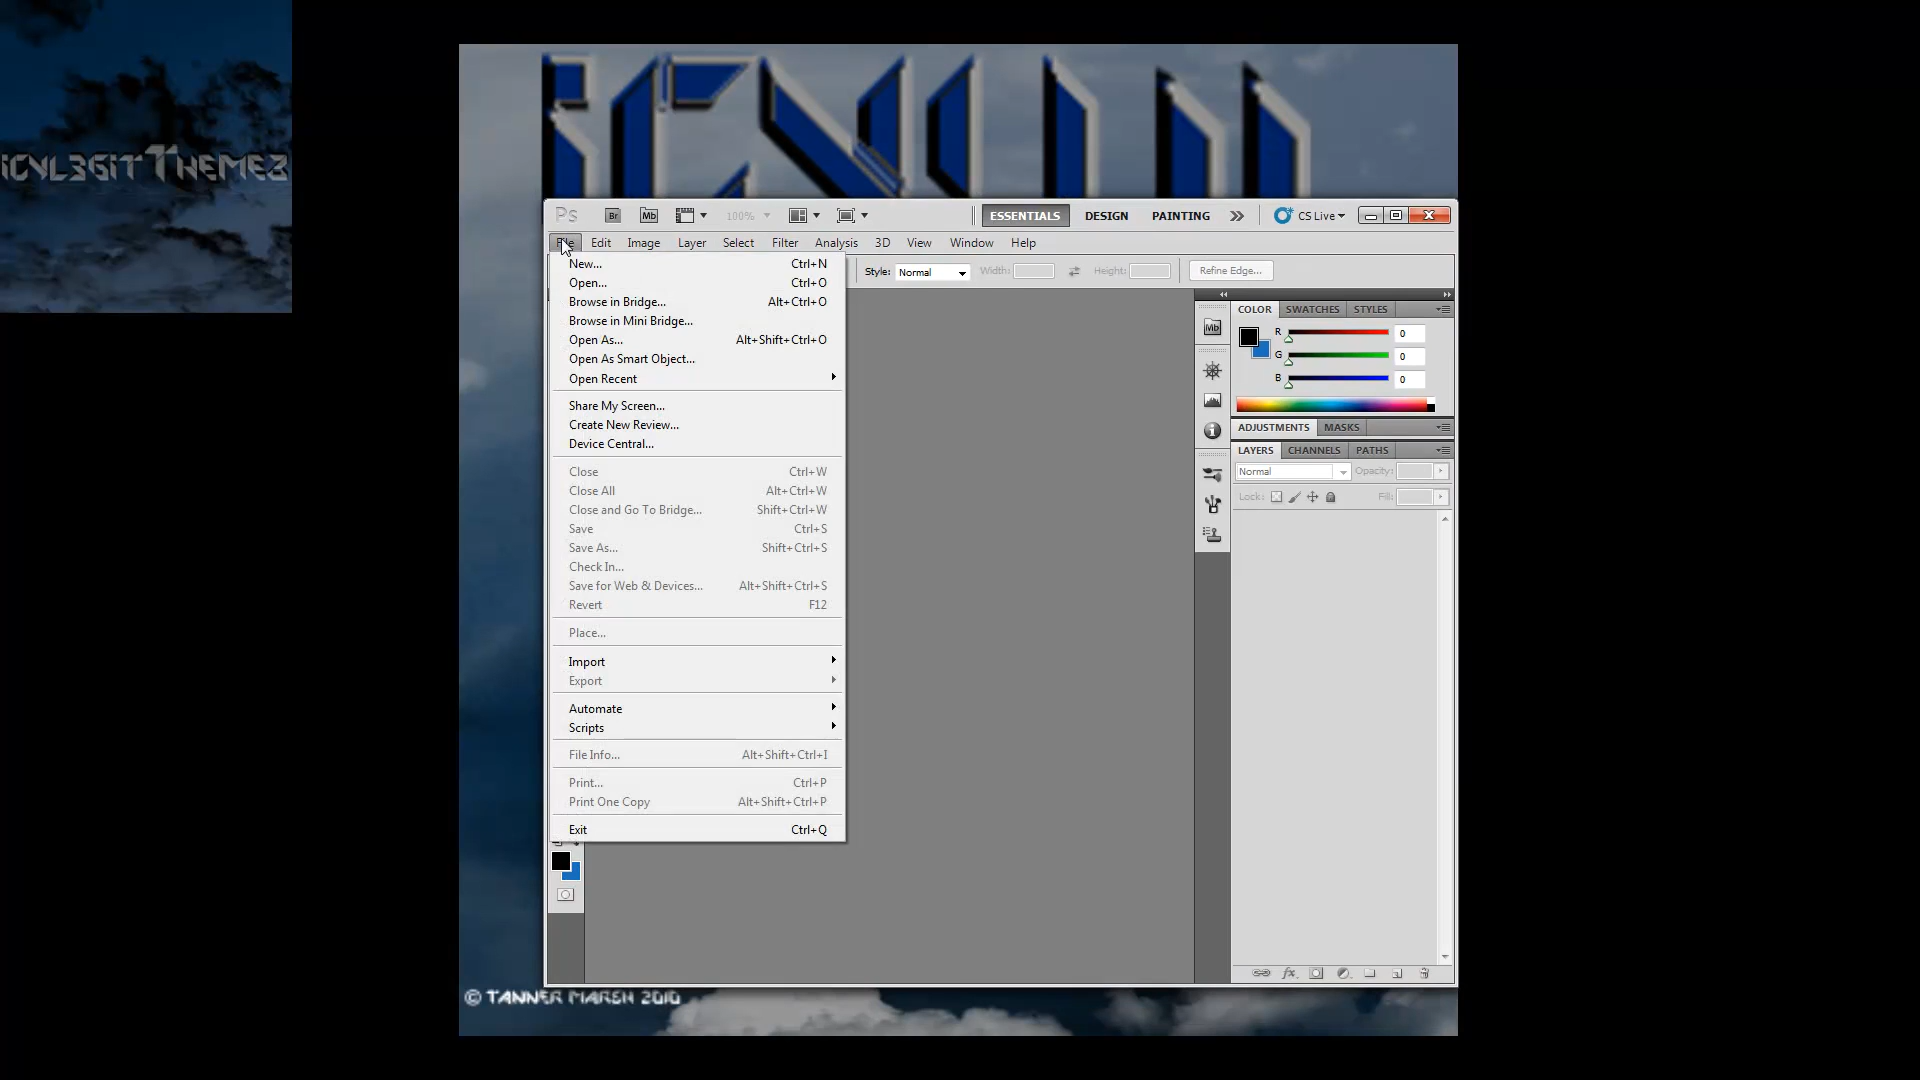 iCYL3GiTTHEMEZ
Ps Br Mb 100% ESSENTIALS DESIGN PAINTING CS Live
File Edit Image Layer Select Filter Analysis 3D View Window Help
Style: Normal Width: Height: Refine Edge...
New... Ctrl+N
Open... Ctrl+O
Browse in Bridge... Alt+Ctrl+O
Browse in Mini Bridge...
Open As... Alt+Shift+Ctrl+O
Open As Smart Object...
Open Recent
Share My Screen...
Create New Review...
Device Central...
Close Ctrl+W
Close All Alt+Ctrl+W
Close and Go To Bridge... Shift+Ctrl+W
Save Ctrl+S
Save As... Shift+Ctrl+S
Check In...
Save for Web & Devices... Alt+Shift+Ctrl+S
Revert F12
Place...
Import
Export
Automate
Scripts
File Info... Alt+Shift+Ctrl+I
Print... Ctrl+P
Print One Copy Alt+Shift+Ctrl+P
Exit Ctrl+Q
Mb
COLOR SWATCHES STYLES
R 0
G 0
B 0
ADJUSTMENTS MASKS
LAYERS CHANNELS PATHS
Normal Opacity:
Lock: Fill:
fx
© TANNER MARSH 2010